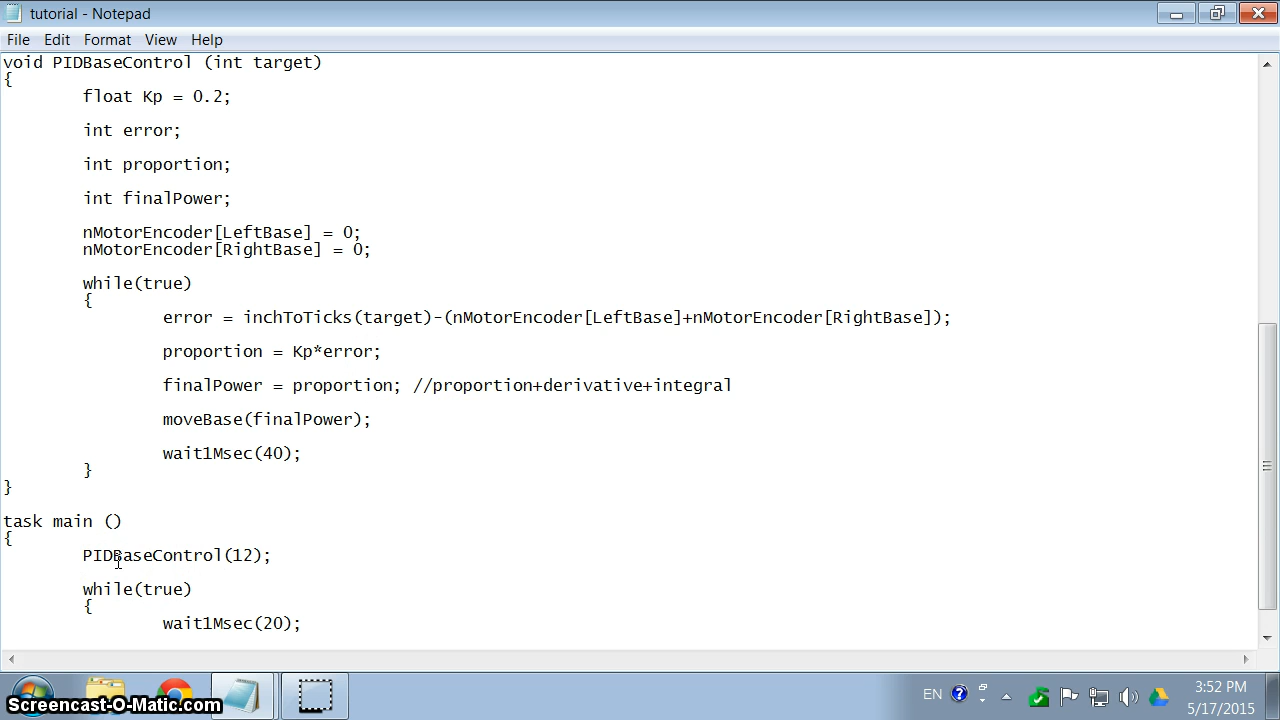 tutorial - Notepad
File Edit Format View Help
void PIDBaseControl (int target)
{
float Kp = 0.2;
int error;
int proportion;
int finalPower;
nMotorEncoder[LeftBase] = 0;
nMotorEncoder[RightBase] = 0;
while(true)
{
error = inchToTicks(target)-(nMotorEncoder[LeftBase]+nMotorEncoder[RightBase]);
proportion = Kp*error;
finalPower = proportion; //proportion+derivative+integral
moveBase(finalPower);
wait1Msec(40);
}
}
task main ()
{
PIDBaseControl(12);
while(true)
{
wait1Msec(20);
EN
3:52 PM
5/17/2015
Screencast-O-Matic.com